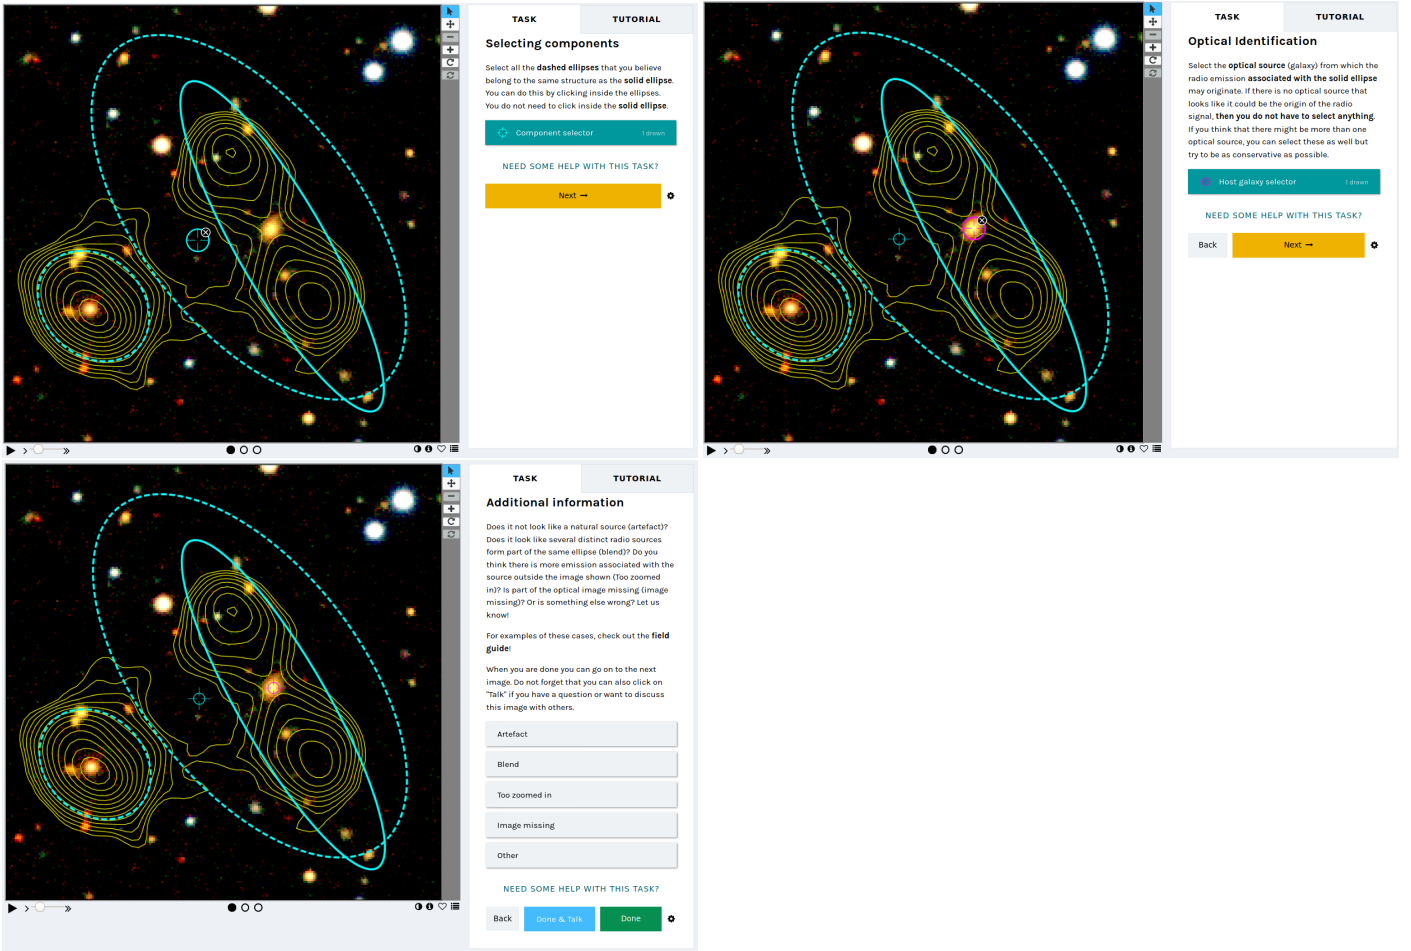 TASK
TUTORIAL
Selecting components
Select all the dashed ellipses that you believe
belong to the same structure as the solid ellipse.
You can do this by clicking inside the ellipses.
You do not need to click inside the solid ellipse.
Component selector
1 drawn
NEED SOME HELP WITH THIS TASK?
Next →
TASK
TUTORIAL
Optical Identification
Select the optical source (galaxy) from which the
radio emission associated with the solid ellipse
may originate. If there is no optical source that
looks like it could be the origin of the radio
signal, then you do not have to select anything.
If you think that there might be more than one
optical source, you can select these as well but
try to be as conservative as possible.
Host galaxy selector
1 drawn
NEED SOME HELP WITH THIS TASK?
Back
Next →
TASK
TUTORIAL
Additional information
Does it not look like a natural source (artefact)?
Does it look like several distinct radio sources
form part of the same ellipse (blend)? Do you
think there is more emission associated with the
source outside the image shown (Too zoomed
in)? Is part of the optical image missing (image
missing)? Or is something else wrong? Let us
know!
For examples of these cases, check out the field
guide!
When you are done you can go on to the next
image. Do not forget that you can also click on
"Talk" if you have a question or want to discuss
this image with others.
Artefact
Blend
Too zoomed in
Image missing
Other
NEED SOME HELP WITH THIS TASK?
Back
Done & Talk
Done